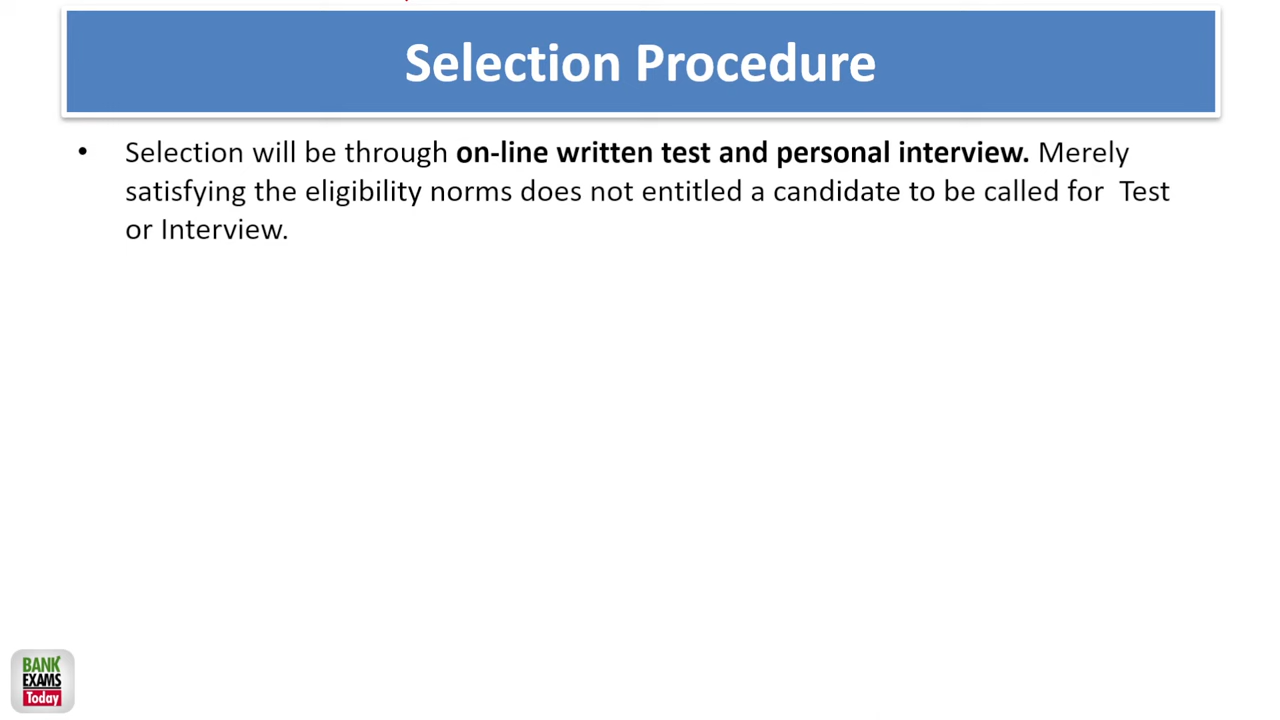 Selection Procedure
• Selection will be through on-line written test and personal interview. Merely
satisfying the eligibility norms does not entitled a candidate to be called for Test
or Interview.
BANK
EXAMS
Today